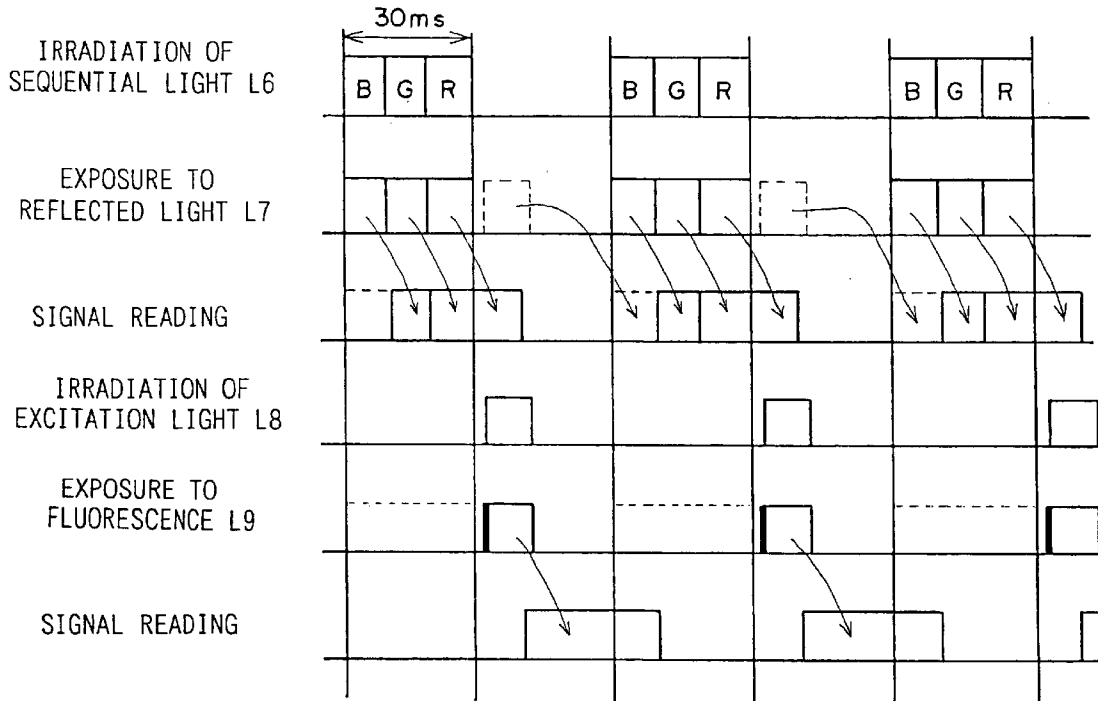 30ms
IRRADIATION OF
SEQUENTIAL LIGHT L6
B G R B G R B G R
EXPOSURE TO
REFLECTED LIGHT L7
SIGNAL READING
IRRADIATION OF
EXCITATION LIGHT L8
EXPOSURE TO
FLUORESCENCE L9
SIGNAL READING